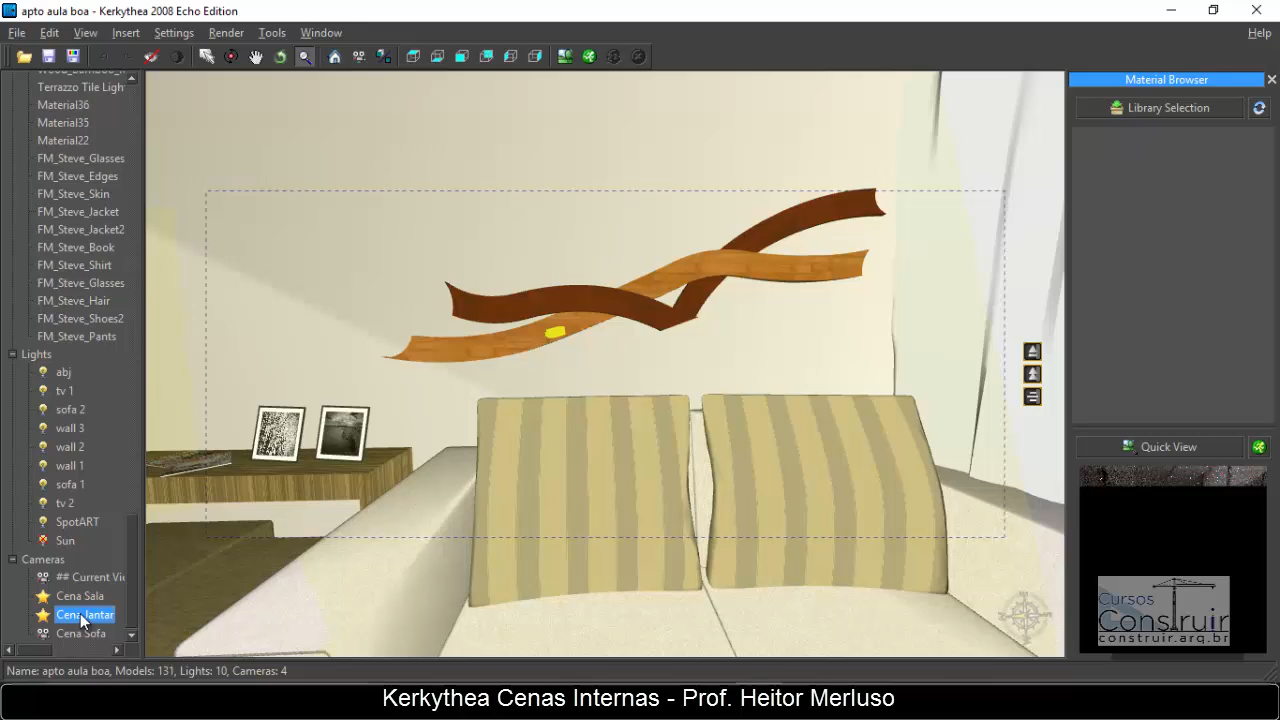 apto aula boa - Kerkythea 2008 Echo Edition
File Edit View Insert Settings Render Tools Window Help
Terrazzo Tile Ligh
Material36
Material35
Material22
FM_Steve_Glasses
FM_Steve_Edges
FM_Steve_Skin
FM_Steve_Jacket
FM_Steve_Jacket2
FM_Steve_Book
FM_Steve_Shirt
FM_Steve_Glasses
FM_Steve_Hair
FM_Steve_Shoes2
FM_Steve_Pants
Lights
abj
tv 1
sofa 2
wall 3
wall 2
wall 1
sofa 1
tv 2
SpotART
Sun
Cameras
## Current Vie
Cena Sala
Cena Jantar
Cena Sofa
Material Browser
Library Selection
Quick View
Cursos
Construir
construir.arq.br
Name: apto aula boa, Models: 131, Lights: 10, Cameras: 4
Kerkythea Cenas Internas - Prof. Heitor Merluso